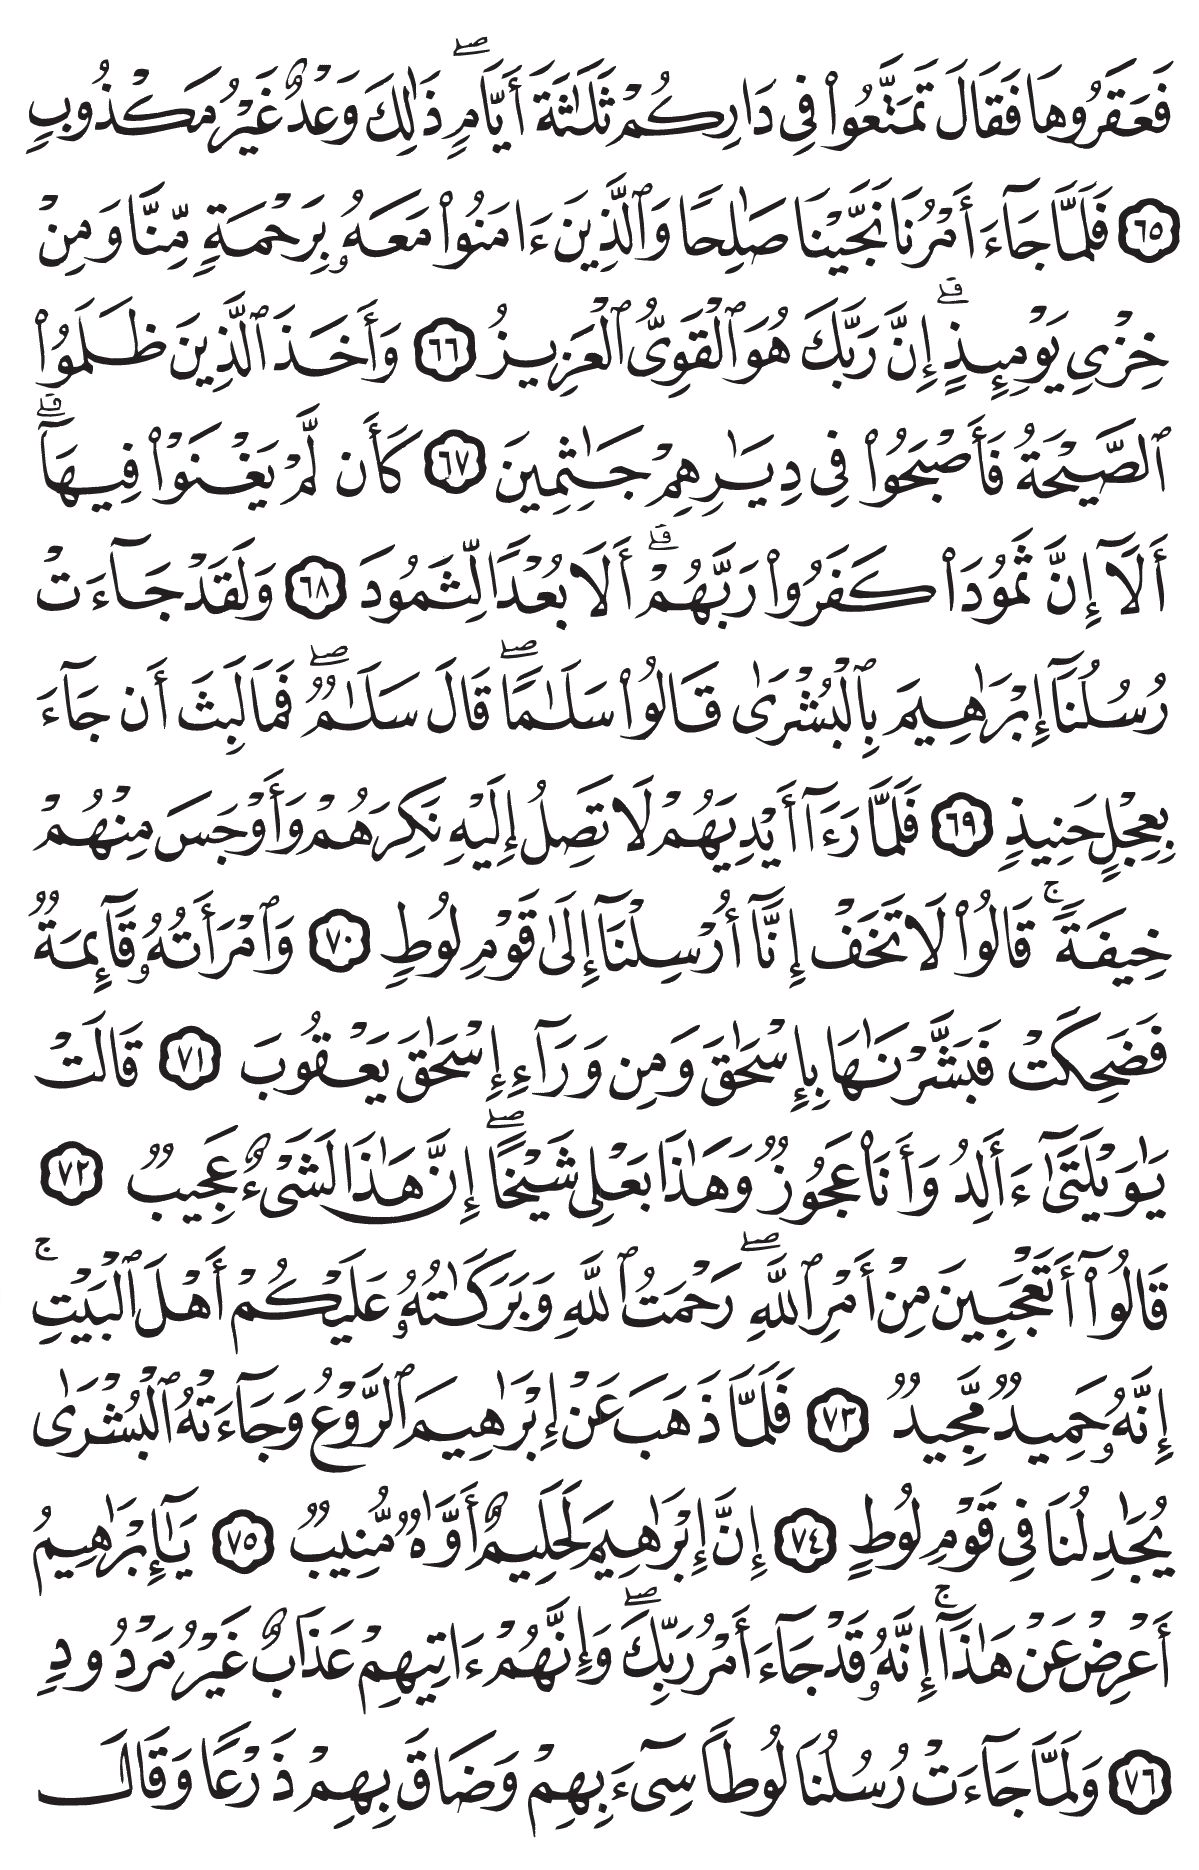 فَعَقَرُوهَا فَقَالَ تَمَتَّعُوا۟ فِى دَارِكُمْ ثَلَٰثَةَ أَيَّامٍۢ ۖ ذَٰلِكَ وَعْدٌ غَيْرُ مَكْذُوبٍۢ
٦٥ فَلَمَّا جَآءَ أَمْرُنَا نَجَّيْنَا صَٰلِحًۭا وَٱلَّذِينَ ءَامَنُوا۟ مَعَهُۥ بِرَحْمَةٍۢ مِّنَّا وَمِنْ
خِزْىِ يَوْمِئِذٍ ۗ إِنَّ رَبَّكَ هُوَ ٱلْقَوِىُّ ٱلْعَزِيزُ ٦٦ وَأَخَذَ ٱلَّذِينَ ظَلَمُوا۟
ٱلصَّيْحَةُ فَأَصْبَحُوا۟ فِى دِيَٰرِهِمْ جَٰثِمِينَ ٦٧ كَأَن لَّمْ يَغْنَوْا۟ فِيهَآ ۗ
أَلَآ إِنَّ ثَمُودَا۟ كَفَرُوا۟ رَبَّهُمْ ۗ أَلَا بُعْدًۭا لِّثَمُودَ ٦٨ وَلَقَدْ جَآءَتْ
رُسُلُنَآ إِبْرَٰهِيمَ بِٱلْبُشْرَىٰ قَالُوا۟ سَلَٰمًۭا ۖ قَالَ سَلَٰمٌۭ ۖ فَمَا لَبِثَ أَن جَآءَ
بِعِجْلٍ حَنِيذٍۢ ٦٩ فَلَمَّا رَءَآ أَيْدِيَهُمْ لَا تَصِلُ إِلَيْهِ نَكِرَهُمْ وَأَوْجَسَ مِنْهُمْ
خِيفَةًۭ ۚ قَالُوا۟ لَا تَخَفْ إِنَّآ أُرْسِلْنَآ إِلَىٰ قَوْمِ لُوطٍۢ ٧٠ وَٱمْرَأَتُهُۥ قَآئِمَةٌۭ
فَضَحِكَتْ فَبَشَّرْنَٰهَا بِإِسْحَٰقَ وَمِن وَرَآءِ إِسْحَٰقَ يَعْقُوبَ ٧١ قَالَتْ
يَٰوَيْلَتَىٰٓ ءَأَلِدُ وَأَنَا۠ عَجُوزٌۭ وَهَٰذَا بَعْلِى شَيْخًا ۖ إِنَّ هَٰذَا لَشَىْءٌ عَجِيبٌۭ ٧٢
قَالُوٓا۟ أَتَعْجَبِينَ مِنْ أَمْرِ ٱللَّهِ ۖ رَحْمَتُ ٱللَّهِ وَبَرَكَٰتُهُۥ عَلَيْكُمْ أَهْلَ ٱلْبَيْتِ ۚ
إِنَّهُۥ حَمِيدٌۭ مَّجِيدٌۭ ٧٣ فَلَمَّا ذَهَبَ عَنْ إِبْرَٰهِيمَ ٱلرَّوْعُ وَجَآءَتْهُ ٱلْبُشْرَىٰ
يُجَٰدِلُنَا فِى قَوْمِ لُوطٍ ٧٤ إِنَّ إِبْرَٰهِيمَ لَحَلِيمٌ أَوَّٰهٌۭ مُّنِيبٌۭ ٧٥ يَٰٓإِبْرَٰهِيمُ
أَعْرِضْ عَنْ هَٰذَآ ۚ إِنَّهُۥ قَدْ جَآءَ أَمْرُ رَبِّكَ ۖ وَإِنَّهُمْ ءَاتِيهِمْ عَذَابٌ غَيْرُ مَرْدُودٍۢ
٧٦ وَلَمَّا جَآءَتْ رُسُلُنَا لُوطًۭا سِىٓءَ بِهِمْ وَضَاقَ بِهِمْ ذَرْعًۭا وَقَالَ